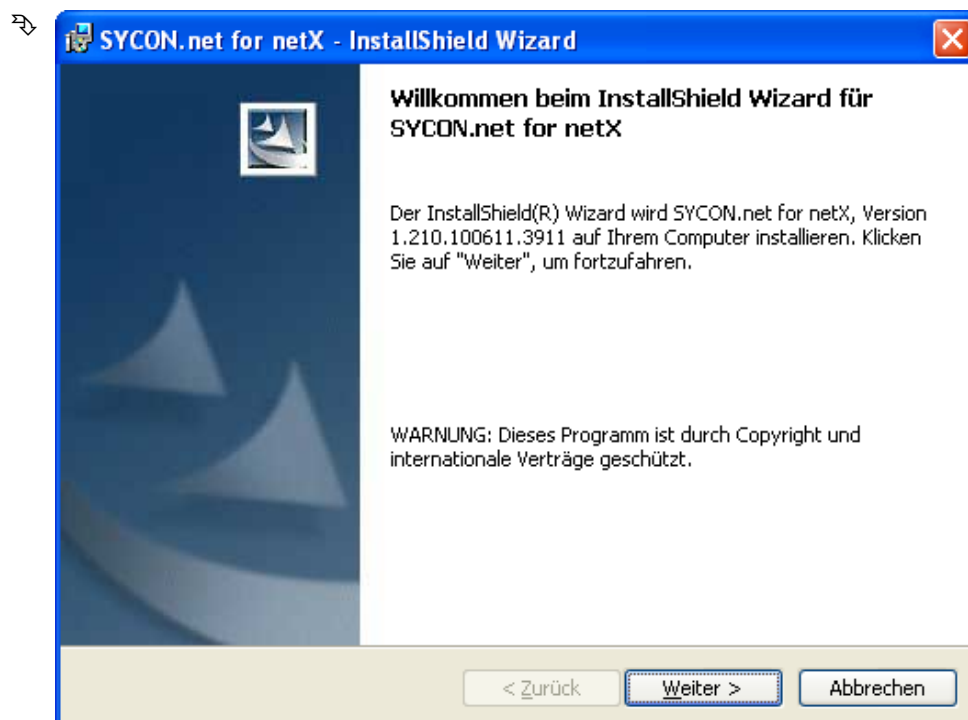 SYCON.net for netX - InstallShield Wizard
Willkommen beim InstallShield Wizard für
SYCON.net for netX
Der InstallShield(R) Wizard wird SYCON.net for netX, Version
1.210.100611.3911 auf Ihrem Computer installieren. Klicken
Sie auf "Weiter", um fortzufahren.
WARNUNG: Dieses Programm ist durch Copyright und
internationale Verträge geschützt.
< Zurück
Weiter >
Abbrechen